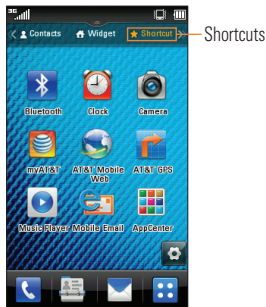 3G
Contacts Widget Shortcut
Shortcuts
Bluetooth Clock Camera
myAT&T AT&T Mobile Web AT&T GPS
Music Player Mobile Email AppCenter